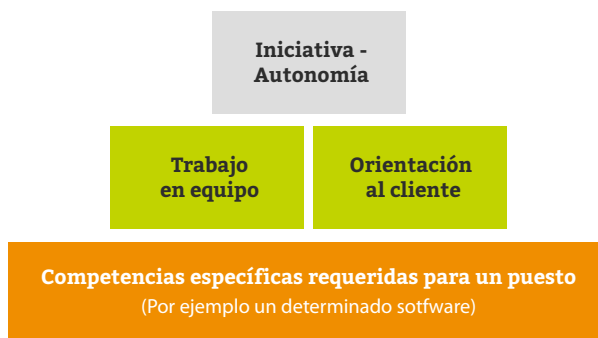 Iniciativa -
Autonomía
Trabajo
en equipo
Orientación
al cliente
Competencias específicas requeridas para un puesto
(Por ejemplo un determinado sotfware)